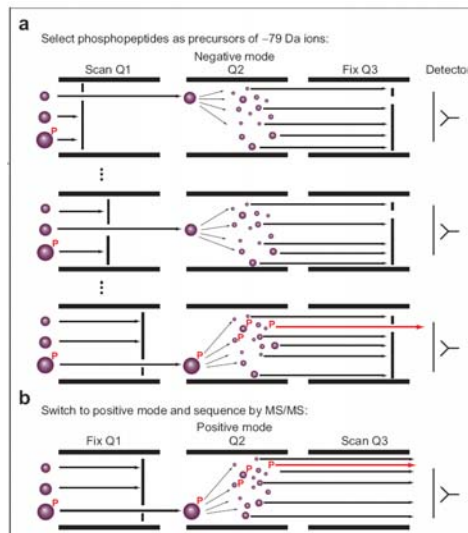 a
Select phosphopeptides as precursors of –79 Da ions:
Negative mode
Scan Q1 Q2 Fix Q3 Detector
P
P
P P
P
P P
b
Switch to positive mode and sequence by MS/MS:
Positive mode
Fix Q1 Q2 Scan Q3
P P
P
P P